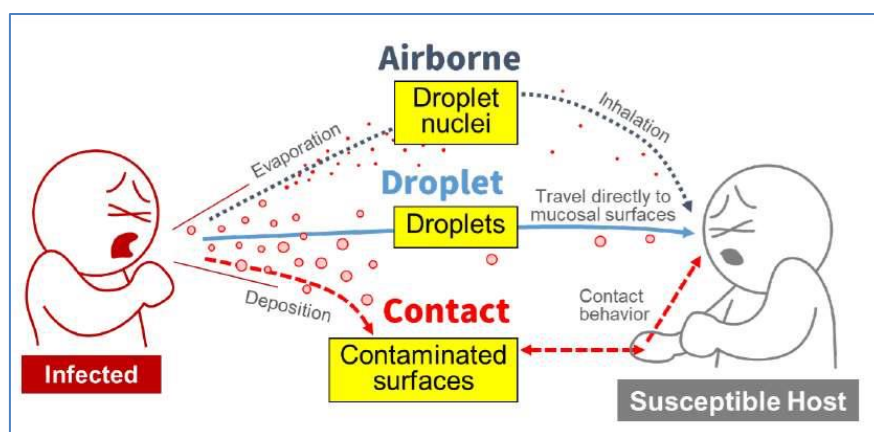 Airborne
Droplet
nuclei
Evaporation
Inhalation
Droplet
Droplets
Travel directly to
mucosal surfaces
Deposition
Contact
Contact
behavior
Contaminated
surfaces
Infected
Susceptible Host